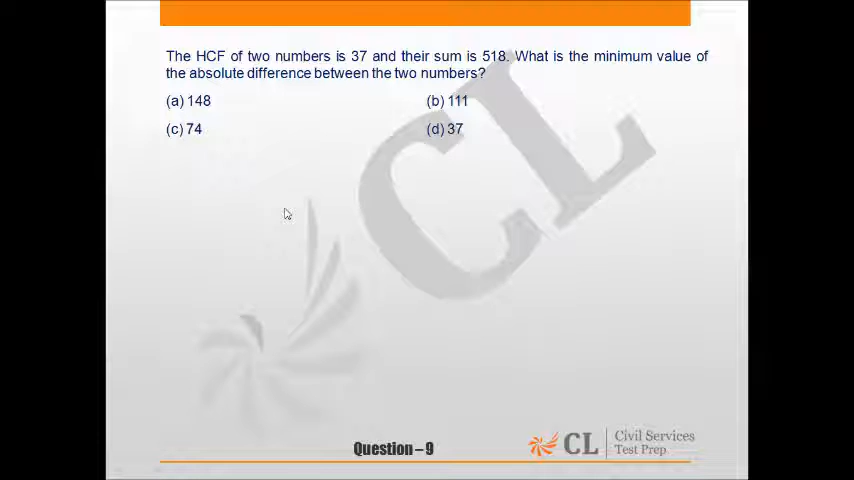 The HCF of two numbers is 37 and their sum is 518. What is the minimum value of
the absolute difference between the two numbers?
(a) 148 (b) 111
(c) 74 (d) 37
CL
Question – 9
CL Civil Services
Test Prep